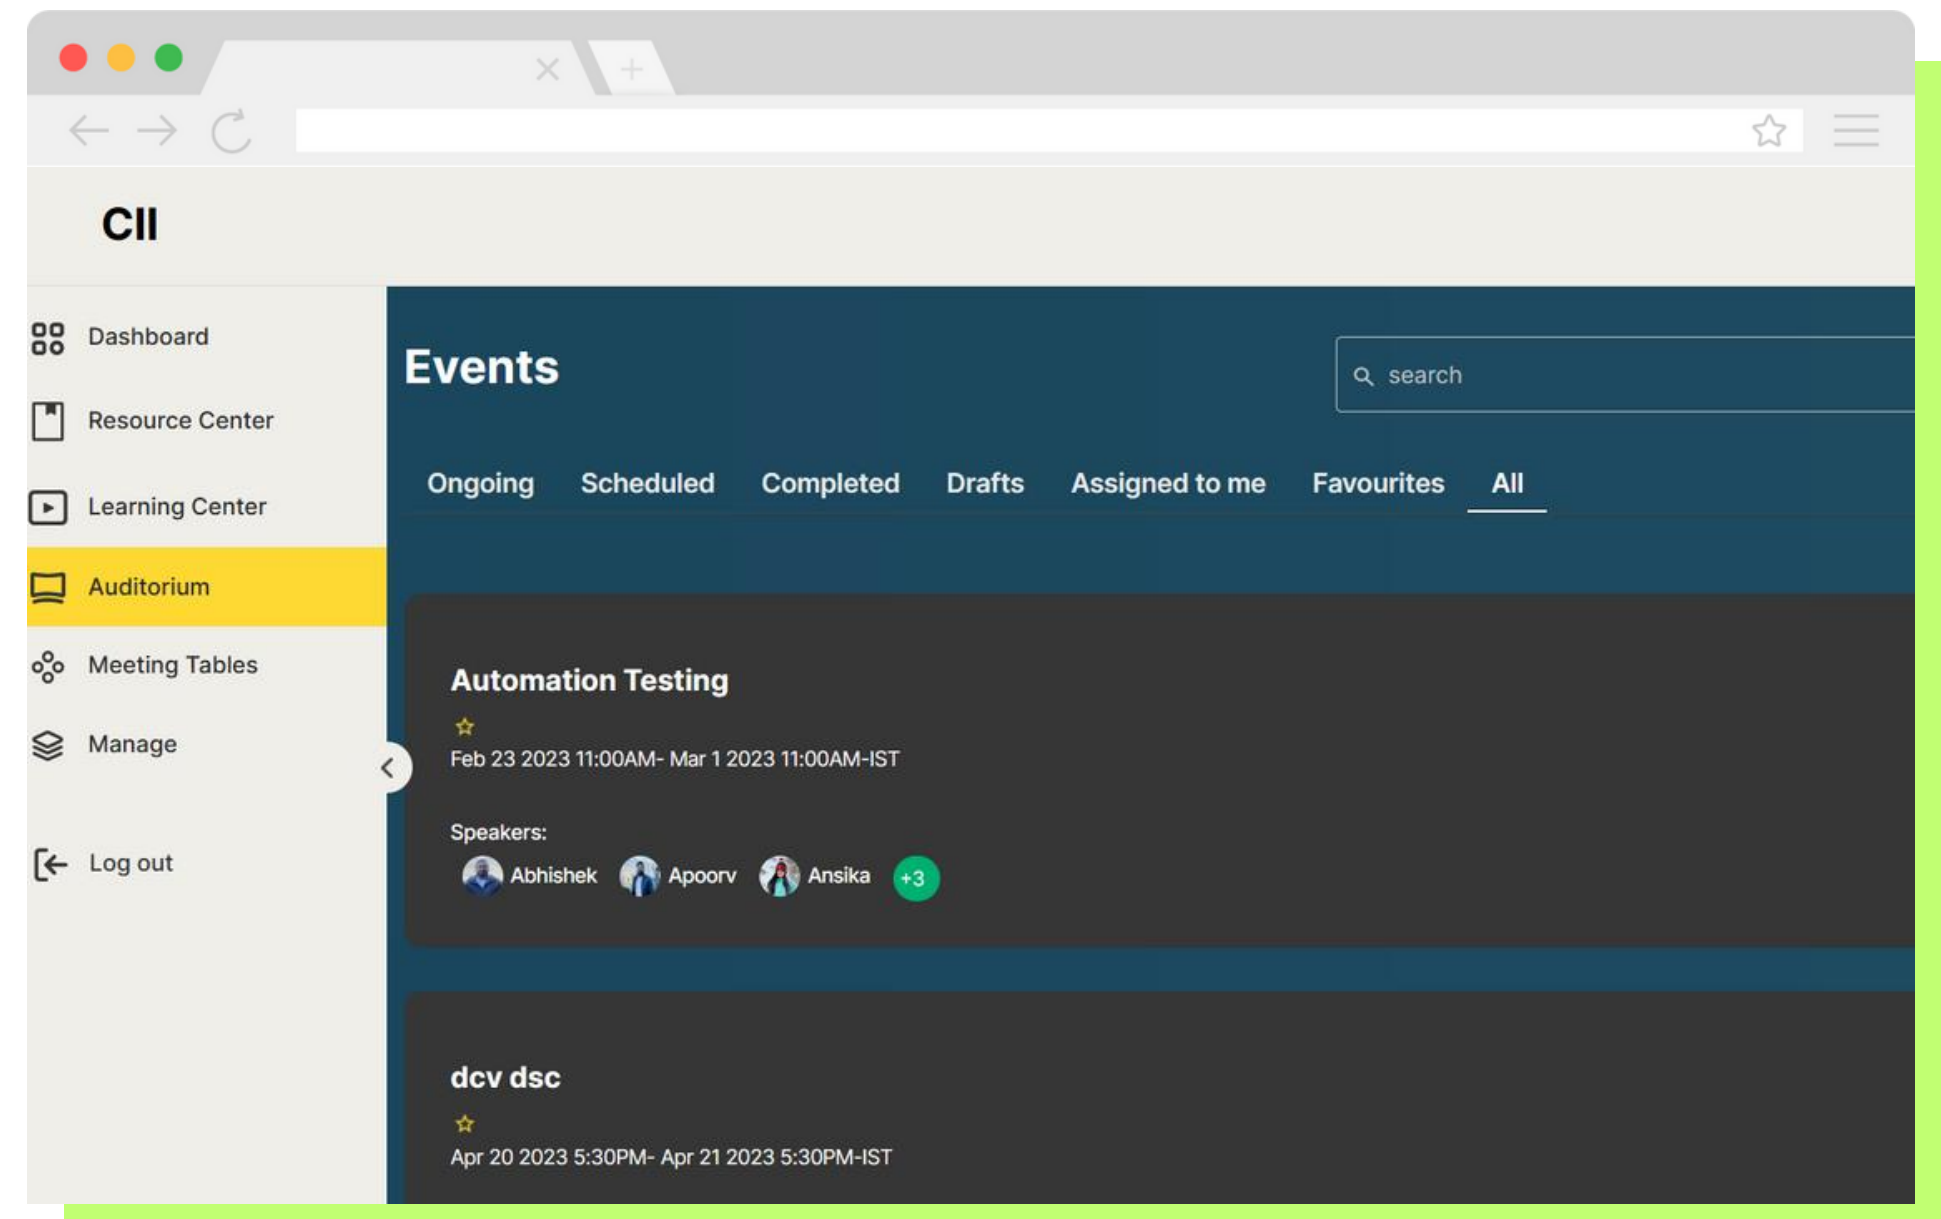 CII
Dashboard
Resource Center
Learning Center
Auditorium
Meeting Tables
Manage
Log out
Events
search
Ongoing Scheduled Completed Drafts Assigned to me Favourites All
Automation Testing
Feb 23 2023 11:00AM- Mar 1 2023 11:00AM-IST
Speakers:
Abhishek Apoorv Ansika +3
dcv dsc
Apr 20 2023 5:30PM- Apr 21 2023 5:30PM-IST